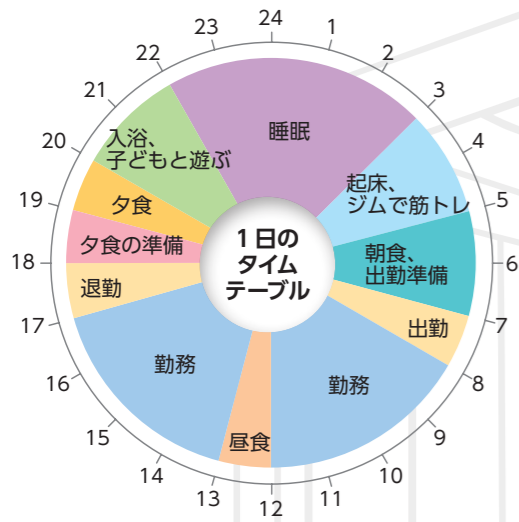 24
1
2
3
4
5
6
7
8
9
10
11
12
13
14
15
16
17
18
19
20
21
22
23
睡眠
起床、
ジムで筋トレ
朝食、
出勤準備
出勤
勤務
昼食
勤務
退勤
夕食の準備
夕食
入浴、
子どもと遊ぶ
1日の
タイム
テーブル